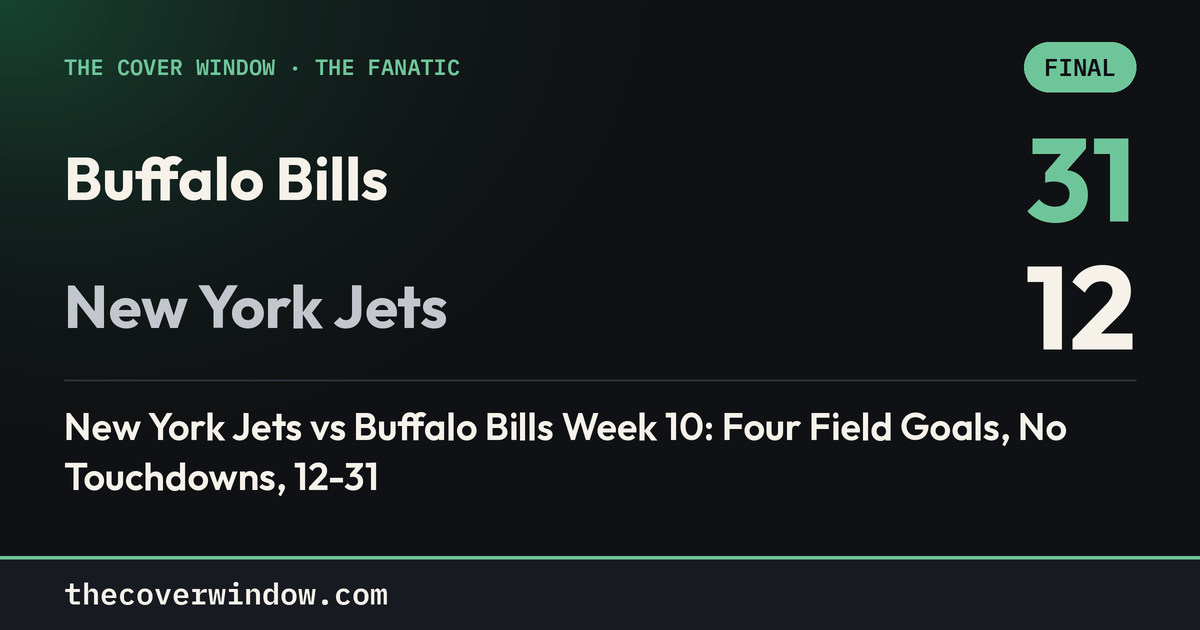 THE COVER WINDOW · THE FANATIC
FINAL
Buffalo Bills
31
New York Jets
12
New York Jets vs Buffalo Bills Week 10: Four Field Goals, No
Touchdowns, 12-31
thecoverwindow.com